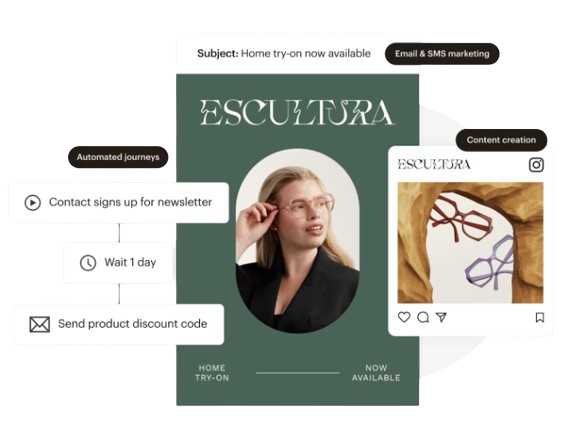 Subject: Home try-on now available
Email & SMS marketing
ESCULTURA
Content creation
ESCULTURA
Automated journeys
Contact signs up for newsletter
Wait 1 day
Send product discount code
HOME
TRY-ON
NOW
AVAILABLE